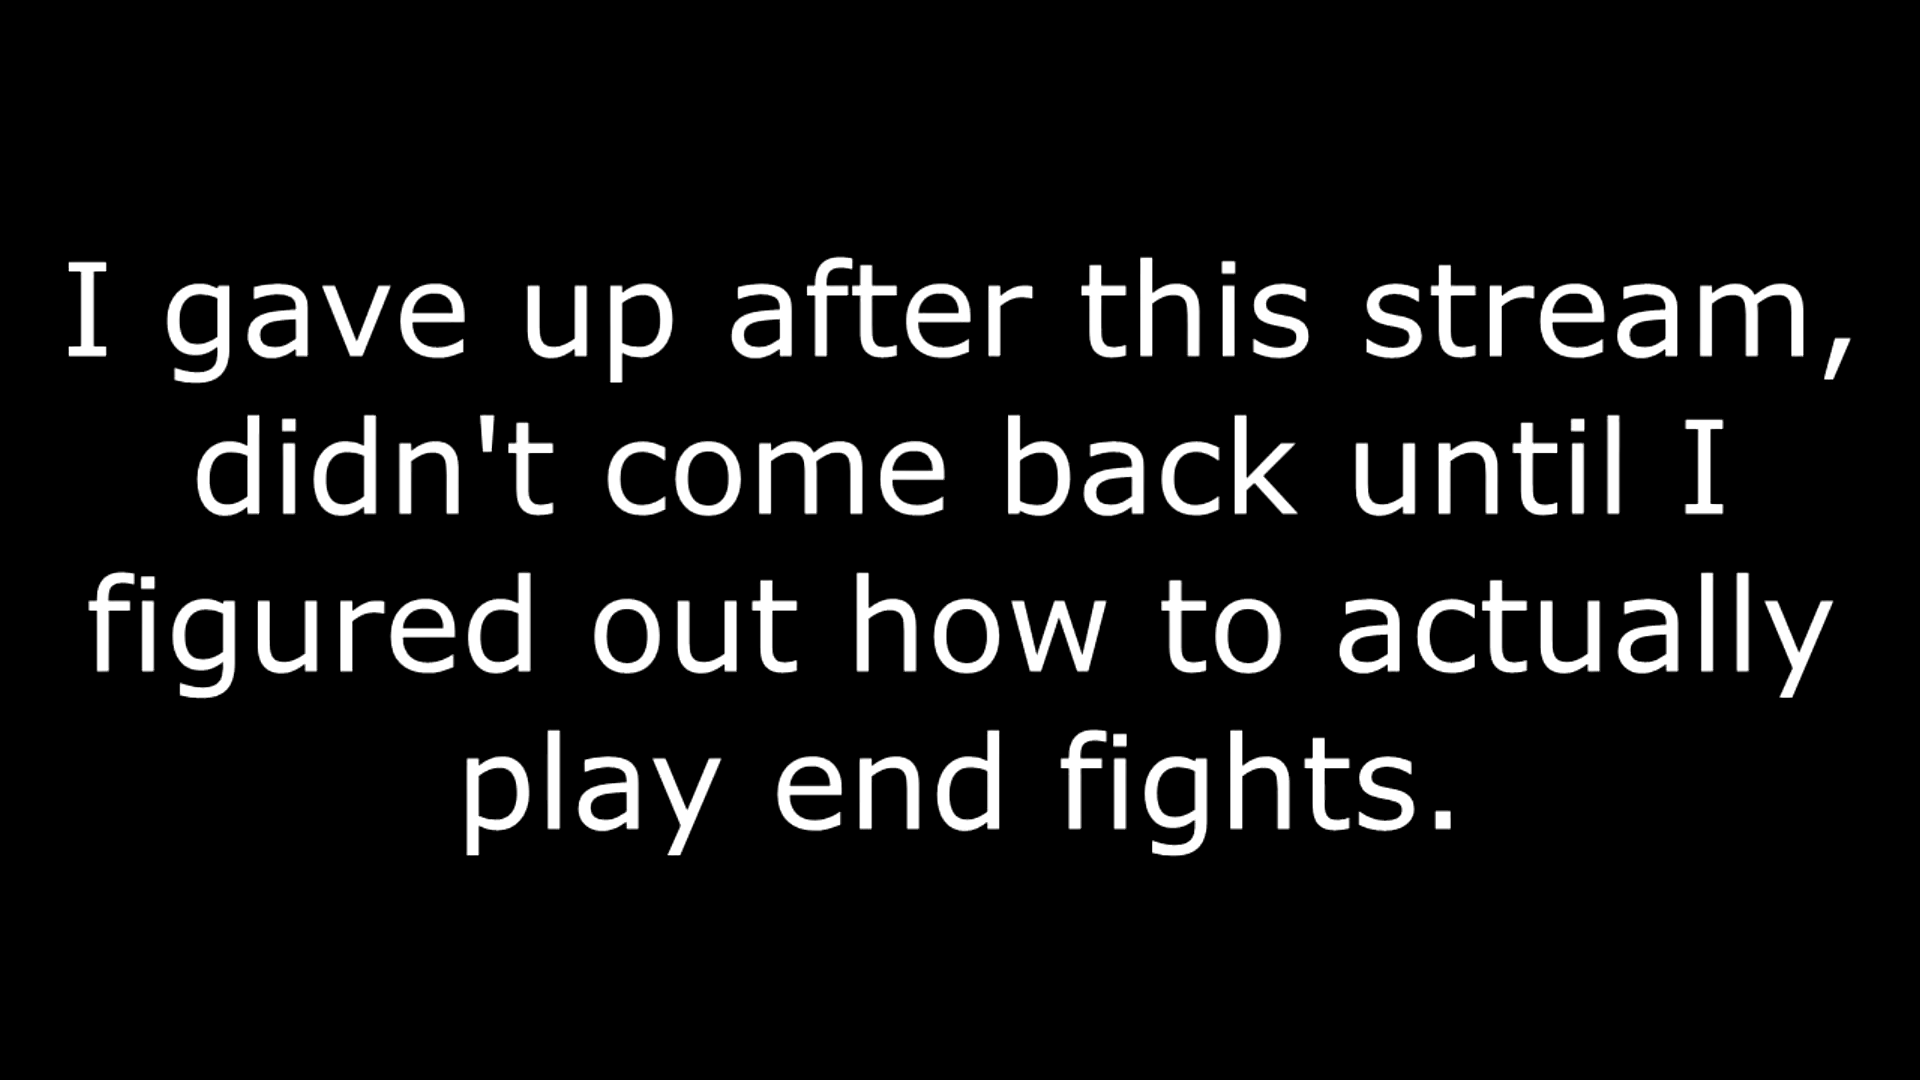 I gave up after this stream,
didn't come back until I
figured out how to actually
play end fights.